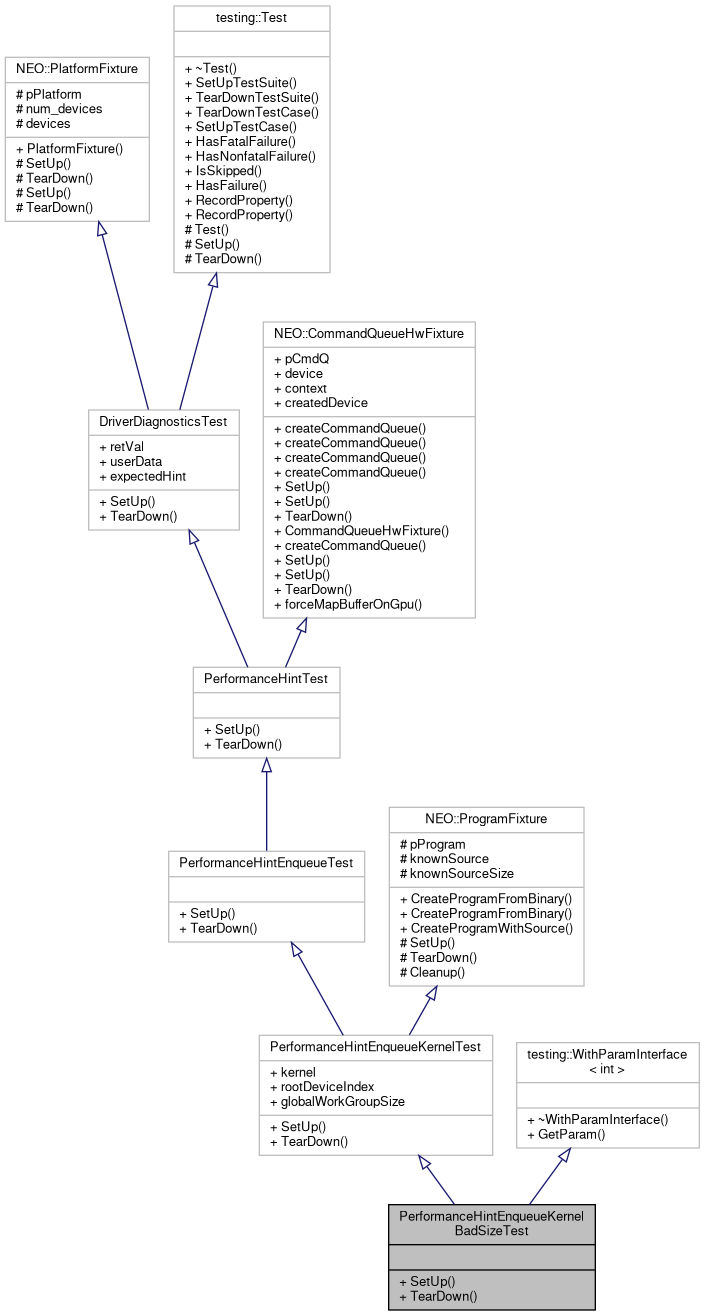 testing::Test
+ ~Test()
+ SetUpTestSuite()
+ TearDownTestSuite()
+ TearDownTestCase()
+ SetUpTestCase()
+ HasFatalFailure()
+ HasNonfatalFailure()
+ IsSkipped()
+ HasFailure()
+ RecordProperty()
+ RecordProperty()
# Test()
# SetUp()
# TearDown()
NEO::PlatformFixture
# pPlatform
# num_devices
# devices
+ PlatformFixture()
# SetUp()
# TearDown()
# SetUp()
# TearDown()
NEO::CommandQueueHwFixture
+ pCmdQ
+ device
+ context
+ createdDevice
+ createCommandQueue()
+ createCommandQueue()
+ createCommandQueue()
+ createCommandQueue()
+ SetUp()
+ SetUp()
+ TearDown()
+ CommandQueueHwFixture()
+ createCommandQueue()
+ SetUp()
+ SetUp()
+ TearDown()
+ forceMapBufferOnGpu()
DriverDiagnosticsTest
+ retVal
+ userData
+ expectedHint
+ SetUp()
+ TearDown()
PerformanceHintTest
+ SetUp()
+ TearDown()
NEO::ProgramFixture
# pProgram
# knownSource
# knownSourceSize
+ CreateProgramFromBinary()
+ CreateProgramFromBinary()
+ CreateProgramWithSource()
# SetUp()
# TearDown()
# Cleanup()
PerformanceHintEnqueueTest
+ SetUp()
+ TearDown()
PerformanceHintEnqueueKernelTest
+ kernel
+ rootDeviceIndex
+ globalWorkGroupSize
+ SetUp()
+ TearDown()
testing::WithParamInterface
< int >
+ ~WithParamInterface()
+ GetParam()
PerformanceHintEnqueueKernel
BadSizeTest
+ SetUp()
+ TearDown()